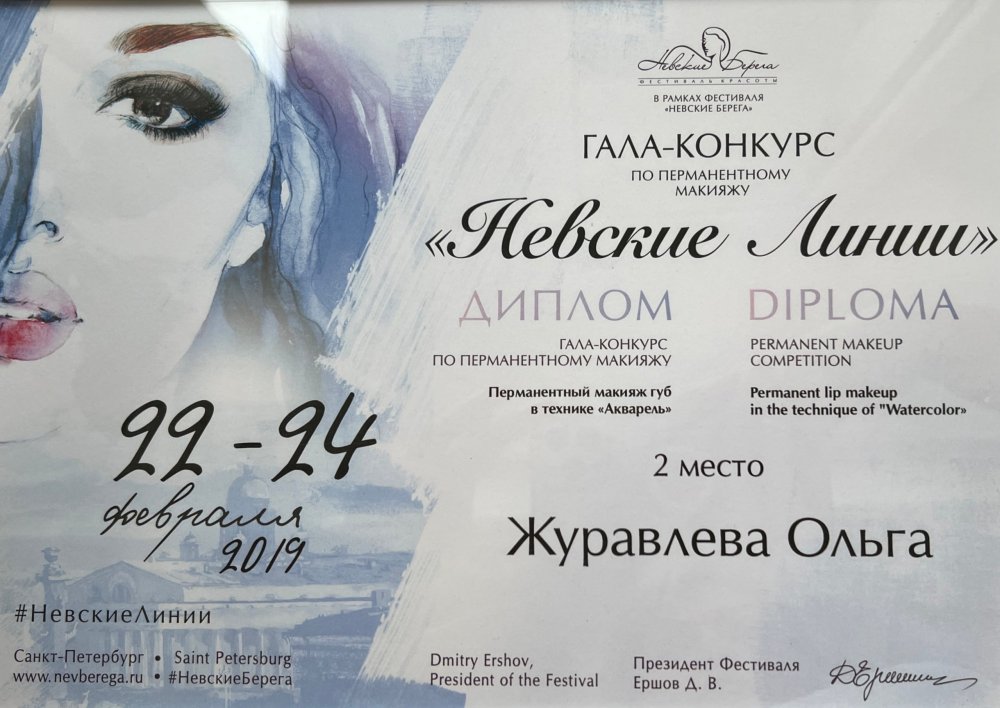 Невские Берега
ФЕСТИВАЛЬ КРАСОТЫ
В РАМКАХ ФЕСТИВАЛЯ
«НЕВСКИЕ БЕРЕГА»
ГАЛА-КОНКУРС
ПО ПЕРМАНЕНТНОМУ
МАКИЯЖУ
«Невские Линии»
ДИПЛОМ
ГАЛА-КОНКУРС
ПО ПЕРМАНЕНТНОМУ МАКИЯЖУ
Перманентный макияж губ
в технике «Акварель»
DIPLOMA
PERMANENT MAKEUP
COMPETITION
Permanent lip makeup
in the technique of "Watercolor»
2 место
Журавлева Ольга
22-24
февраля
2019
#НевскиеЛинии
Санкт-Петербург • Saint Petersburg
www.nevberega.ru • #НевскиеБерега
Dmitry Ershov,
President of the Festival
Президент Фестиваля
Ершов Д. В.